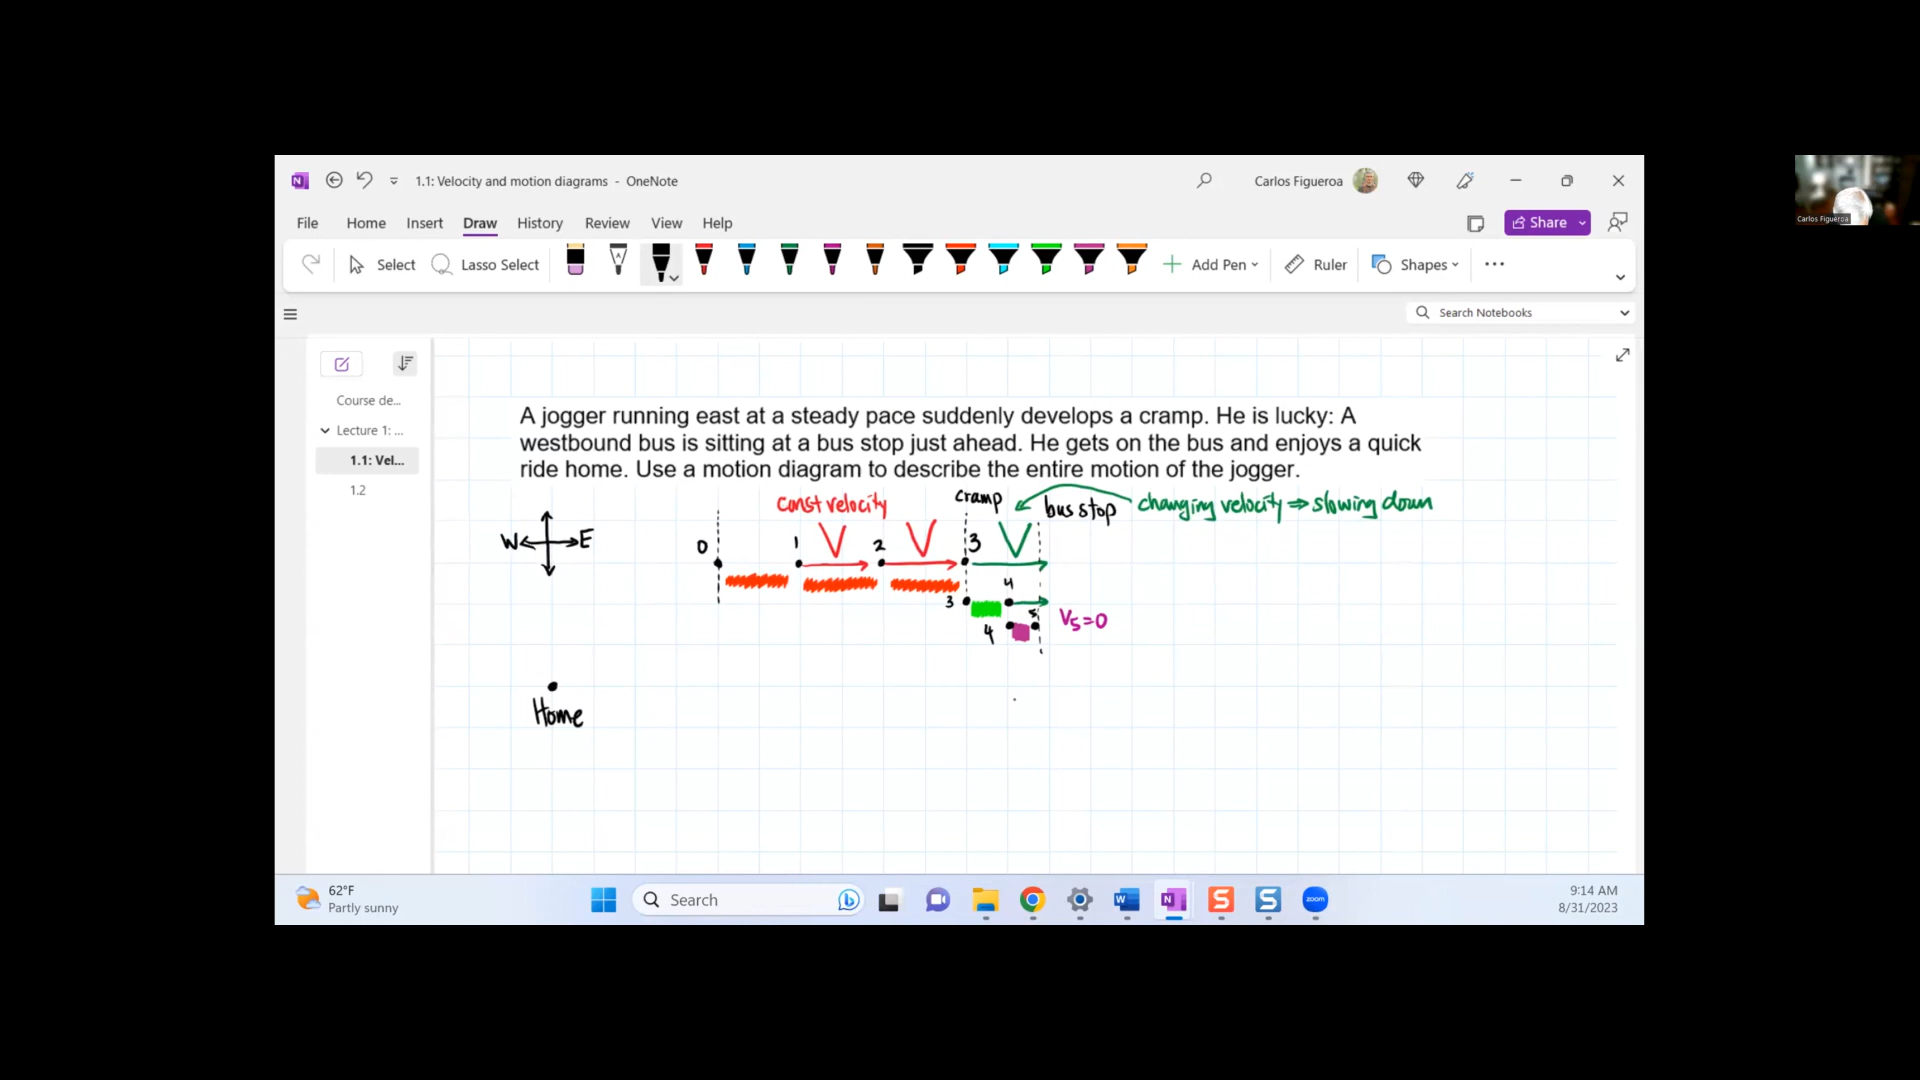 1.1: Velocity and motion diagrams - OneNote
Carlos Figueroa
File Home Insert Draw History Review View Help
Share
Select Lasso Select Add Pen Ruler Shapes
Search Notebooks
Course de...
Lecture 1: ...
1.1: Vel...
1.2
A jogger running east at a steady pace suddenly develops a cramp. He is lucky: A
westbound bus is sitting at a bus stop just ahead. He gets on the bus and enjoys a quick
ride home. Use a motion diagram to describe the entire motion of the jogger.
const velocity cramp bus stop changing velocity ⇒ slowing down
W E
0 1 V 2 V 3 V
3 4
4 5 V5=0
Home
62°F
Partly sunny
Search
zoom
9:14 AM
8/31/2023
Carlos Figueroa